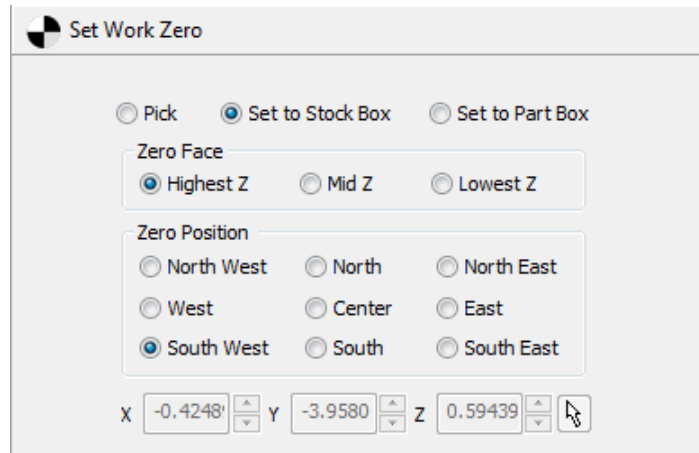 Set Work Zero
Pick Set to Stock Box Set to Part Box
Zero Face
Highest Z Mid Z Lowest Z
Zero Position
North West North North East
West Center East
South West South South East
X -0.4248 Y -3.9580 Z 0.59439